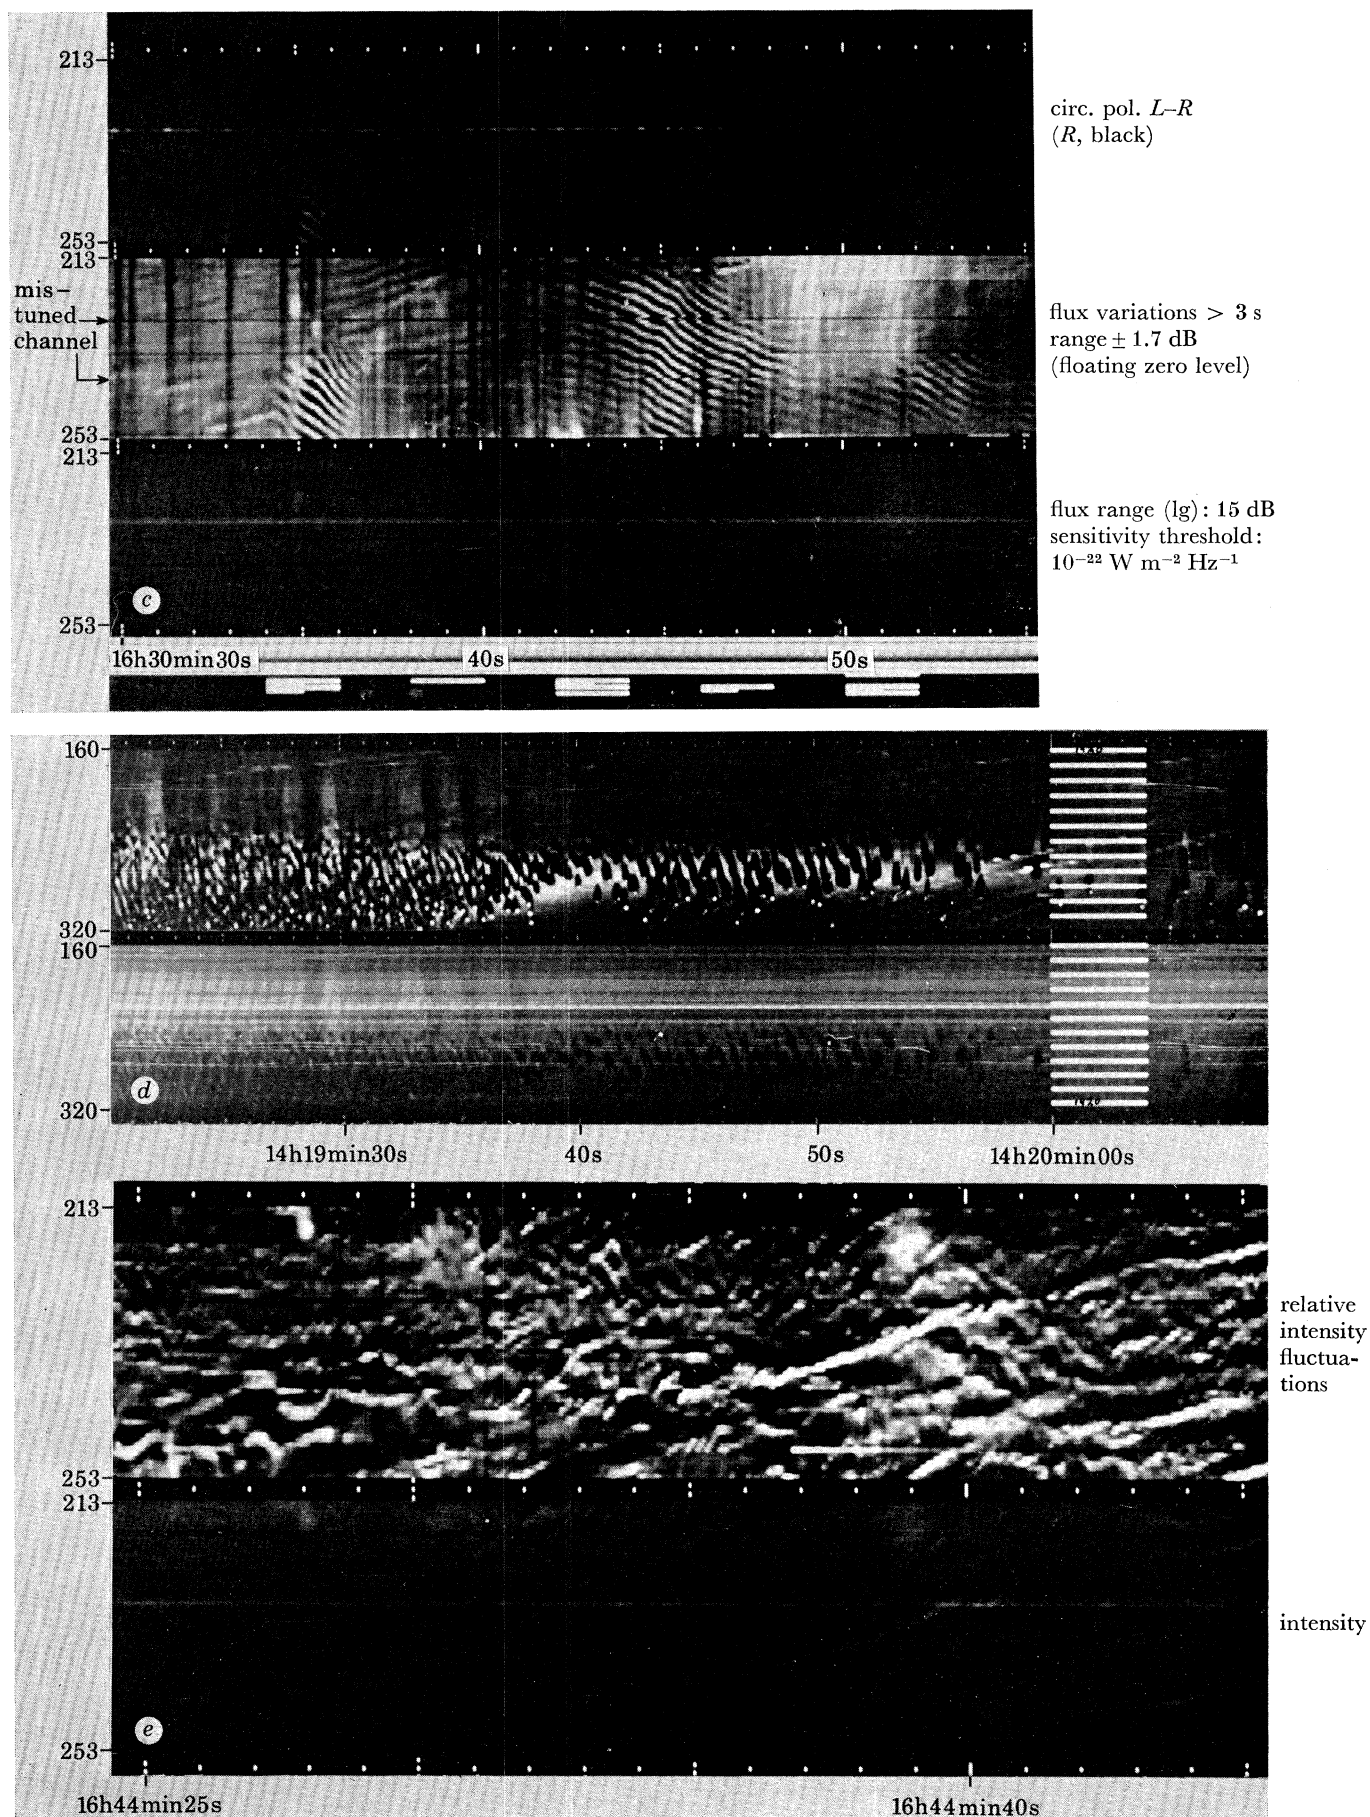 213
circ. pol. L–R
(R, black)
253
213
mis-
tuned
channel
flux variations > 3 s
range ± 1.7 dB
(floating zero level)
253
213
flux range (lg): 15 dB
sensitivity threshold:
10⁻²² W m⁻² Hz⁻¹
c
253
16h30min30s 40s 50s
160
320
160
d
320
14h19min30s 40s 50s 14h20min00s
213
relative
intensity
fluctua-
tions
253
213
intensity
e
253
16h44min25s 16h44min40s